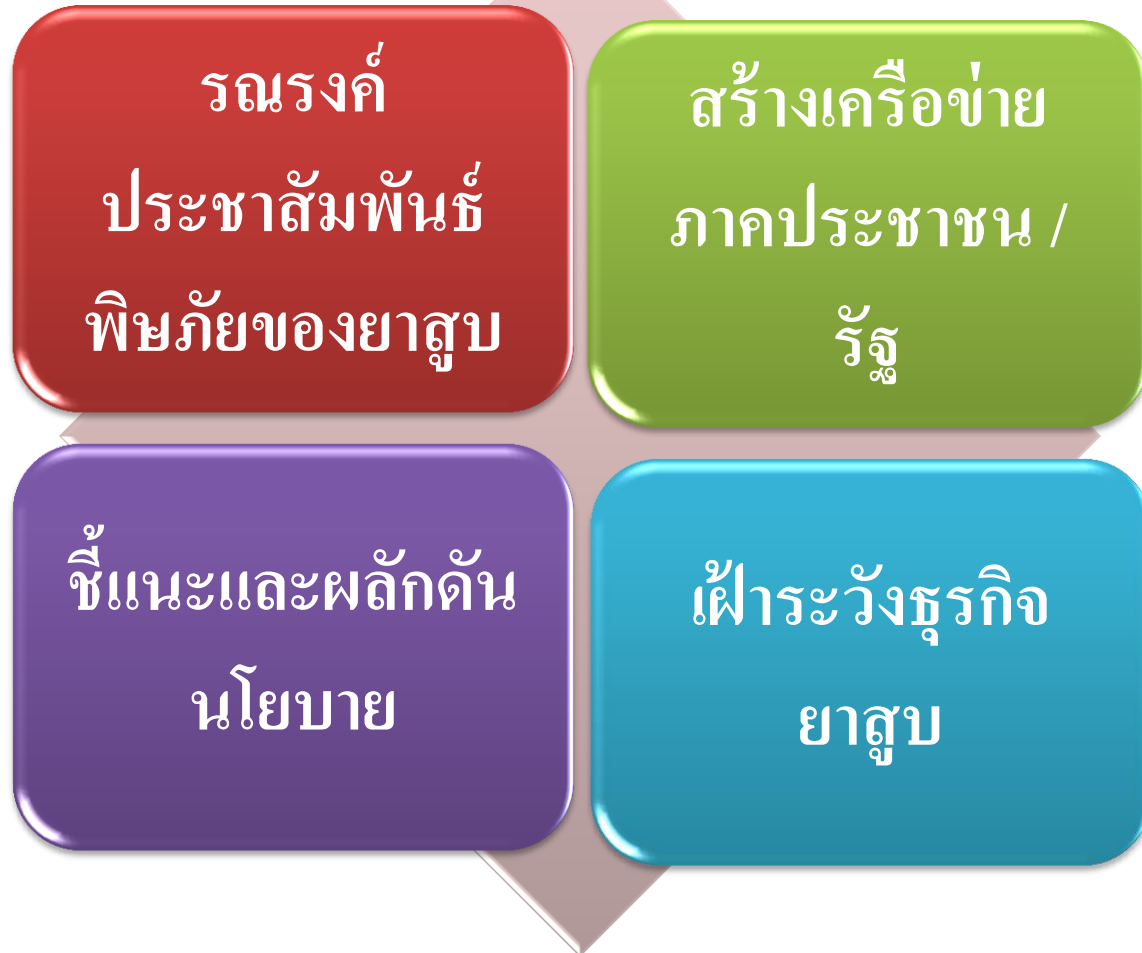 รณรงค์
ประชาสัมพันธ์
พิษภัยของยาสูบ
สร้างเครือข่าย
ภาคประชาชน /
รัฐ
ชี้แนะและผลักดัน
นโยบาย
เฝ้าระวังธุรกิจ
ยาสูบ